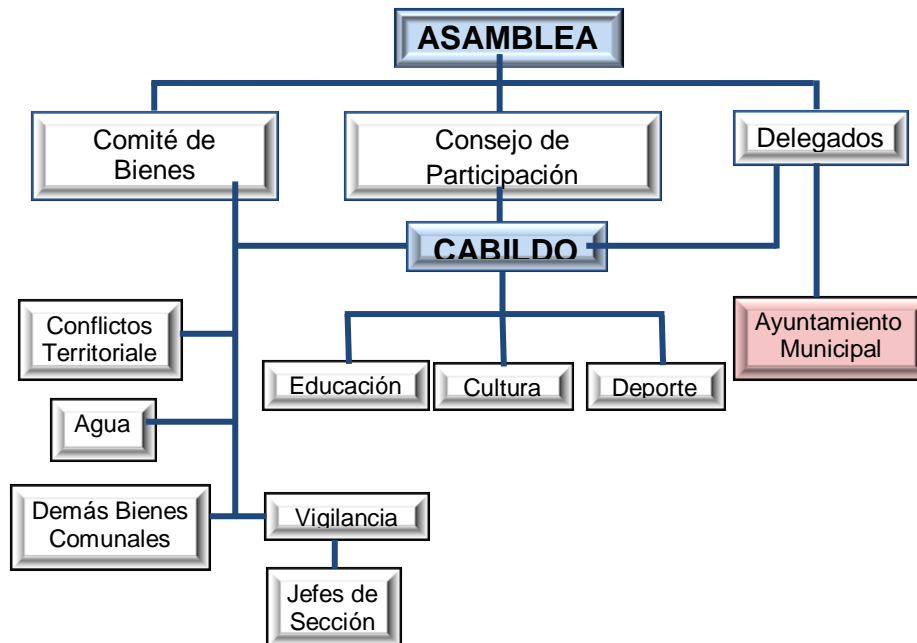 ASAMBLEA
Comité de
Bienes
Consejo de
Participación
Delegados
CABILDO
Conflictos
Territoriale
Ayuntamiento
Municipal
Educación
Cultura
Deporte
Agua
Demás Bienes
Comunales
Vigilancia
Jefes de
Sección